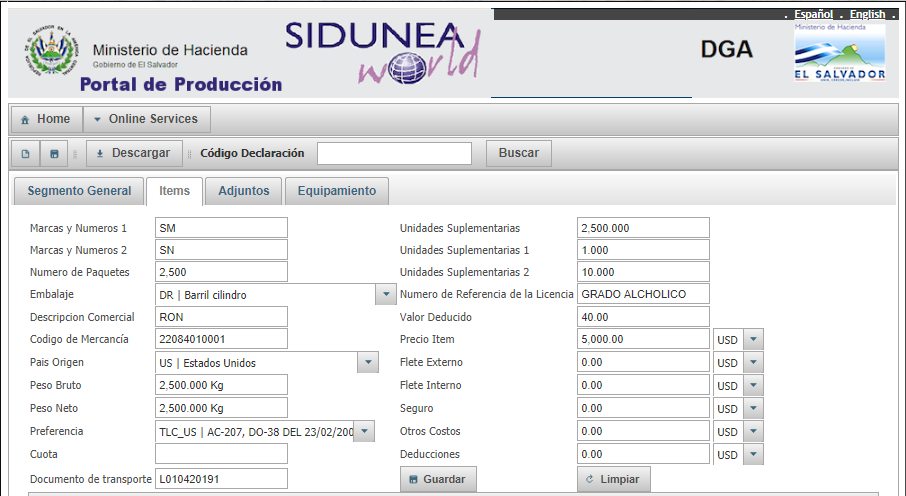 . Español . English .
Ministerio de Hacienda
Gobierno de El Salvador
Portal de Producción
SIDUNEA
world
DGA
Ministerio de Hacienda
EL SALVADOR
Home Online Services
Descargar Código Declaración Buscar
Segmento General Items Adjuntos Equipamiento
Marcas y Numeros 1 SM Unidades Suplementarias 2,500.000
Marcas y Numeros 2 SN Unidades Suplementarias 1 1.000
Numero de Paquetes 2,500 Unidades Suplementarias 2 10.000
Embalaje DR | Barril cilindro Numero de Referencia de la Licencia GRADO ALCHOLICO
Descripcion Comercial RON Valor Deducido 40.00
Codigo de Mercancía 22084010001 Precio Item 5,000.00 USD
Pais Origen US | Estados Unidos Flete Externo 0.00 USD
Peso Bruto 2,500.000 Kg Flete Interno 0.00 USD
Peso Neto 2,500.000 Kg Seguro 0.00 USD
Preferencia TLC_US | AC-207, DO-38 DEL 23/02/200 Otros Costos 0.00 USD
Cuota Deducciones 0.00 USD
Documento de transporte L010420191 Guardar Limpiar